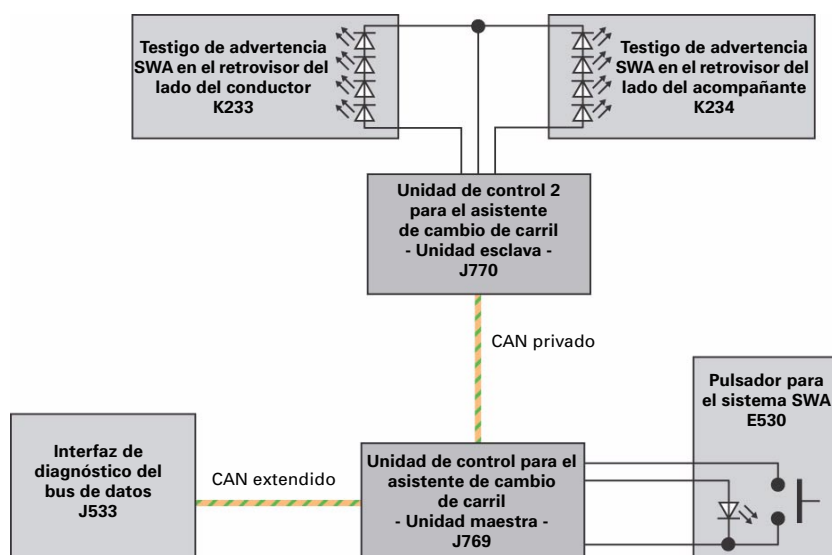 Testigo de advertencia
SWA en el retrovisor del
lado del conductor
K233
Testigo de advertencia
SWA en el retrovisor del
lado del acompañante
K234
Unidad de control 2
para el asistente
de cambio de carril
- Unidad esclava -
J770
CAN privado
Pulsador para
el sistema SWA
E530
Interfaz de
diagnóstico del
bus de datos
J533
CAN extendido
Unidad de control para el
asistente de cambio
de carril
- Unidad maestra -
J769